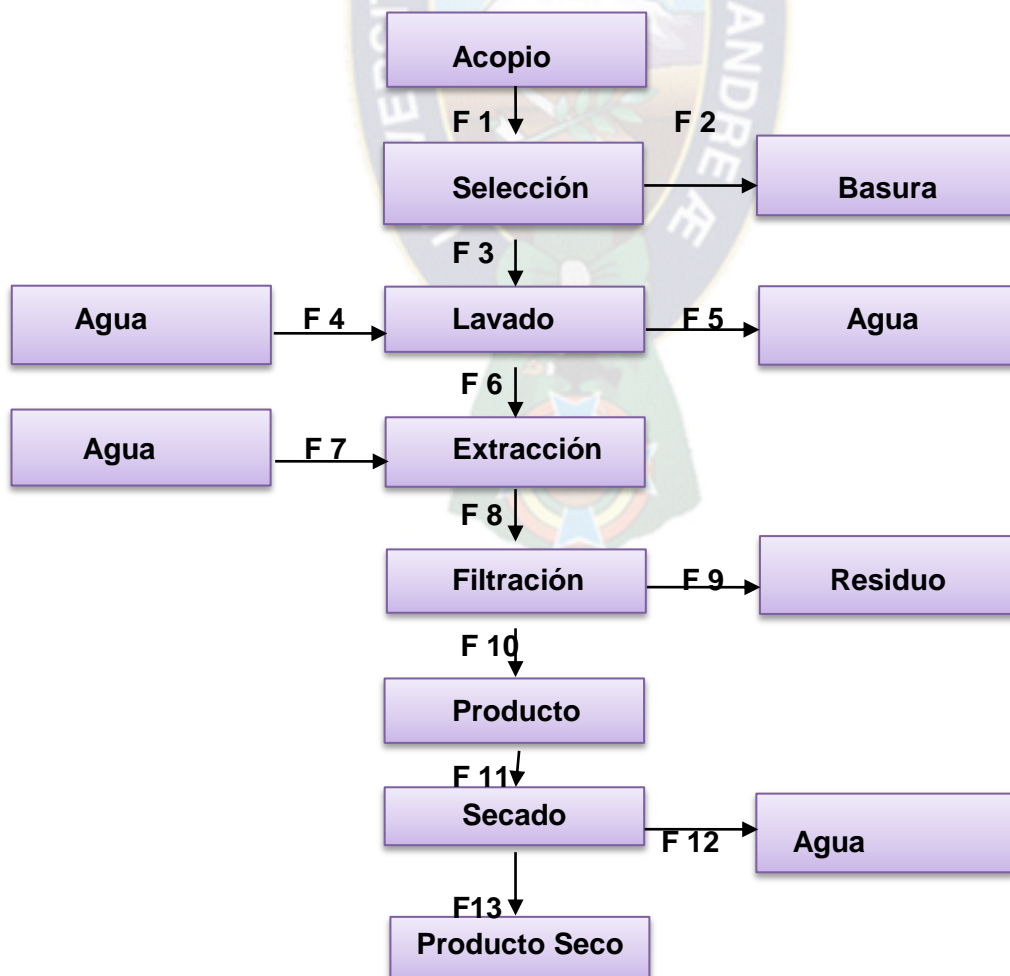 Acopio
F 1
F 2
Selección
Basura
F 3
Agua
F 4
Lavado
F 5
Agua
F 6
Agua
F 7
Extracción
F 8
Filtración
F 9
Residuo
F 10
Producto
F 11
Secado
F 12
Agua
F13
Producto Seco
ANDREÆ